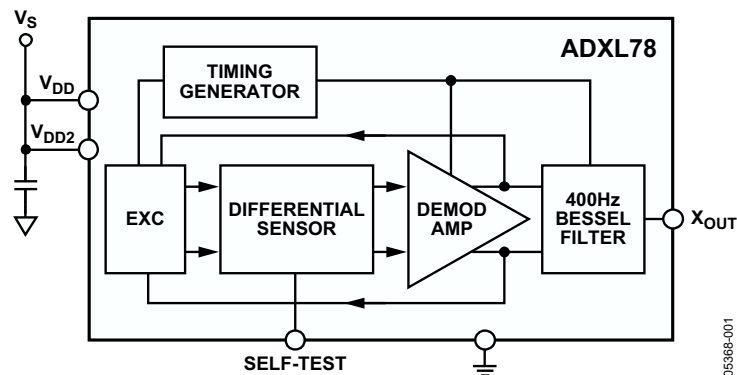 VS
ADXL78
TIMING
GENERATOR
VDD
VDD2
EXC
DIFFERENTIAL
SENSOR
DEMOD
AMP
400Hz
BESSEL
FILTER
XOUT
SELF-TEST
05368-001